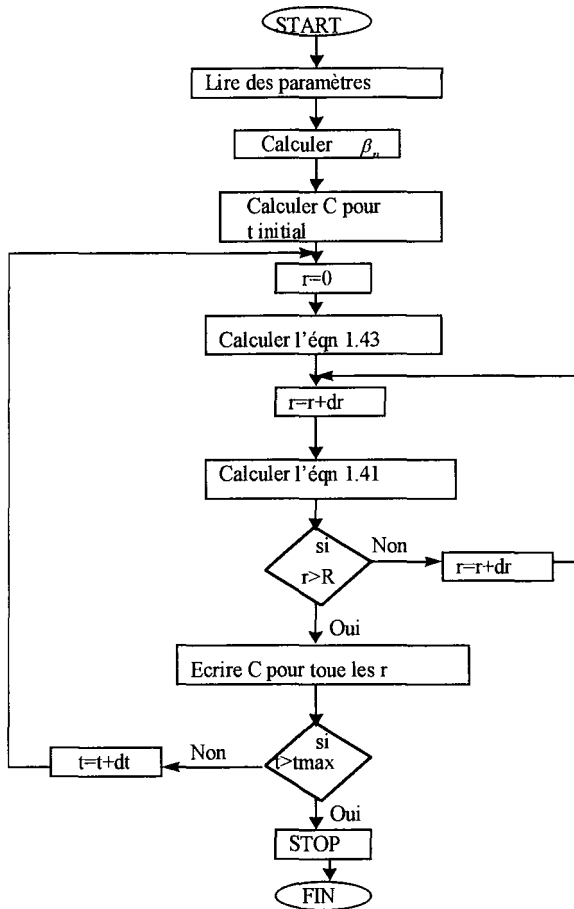 START
Lire des paramètres
Calculer βn
Calculer C pour
t initial
r=0
Calculer l'éqn 1.43
r=r+dr
Calculer l'éqn 1.41
si
r>R
Non
r=r+dr
Oui
Ecrire C pour toue les r
si
t>tmax
Non
t=t+dt
Oui
STOP
FIN